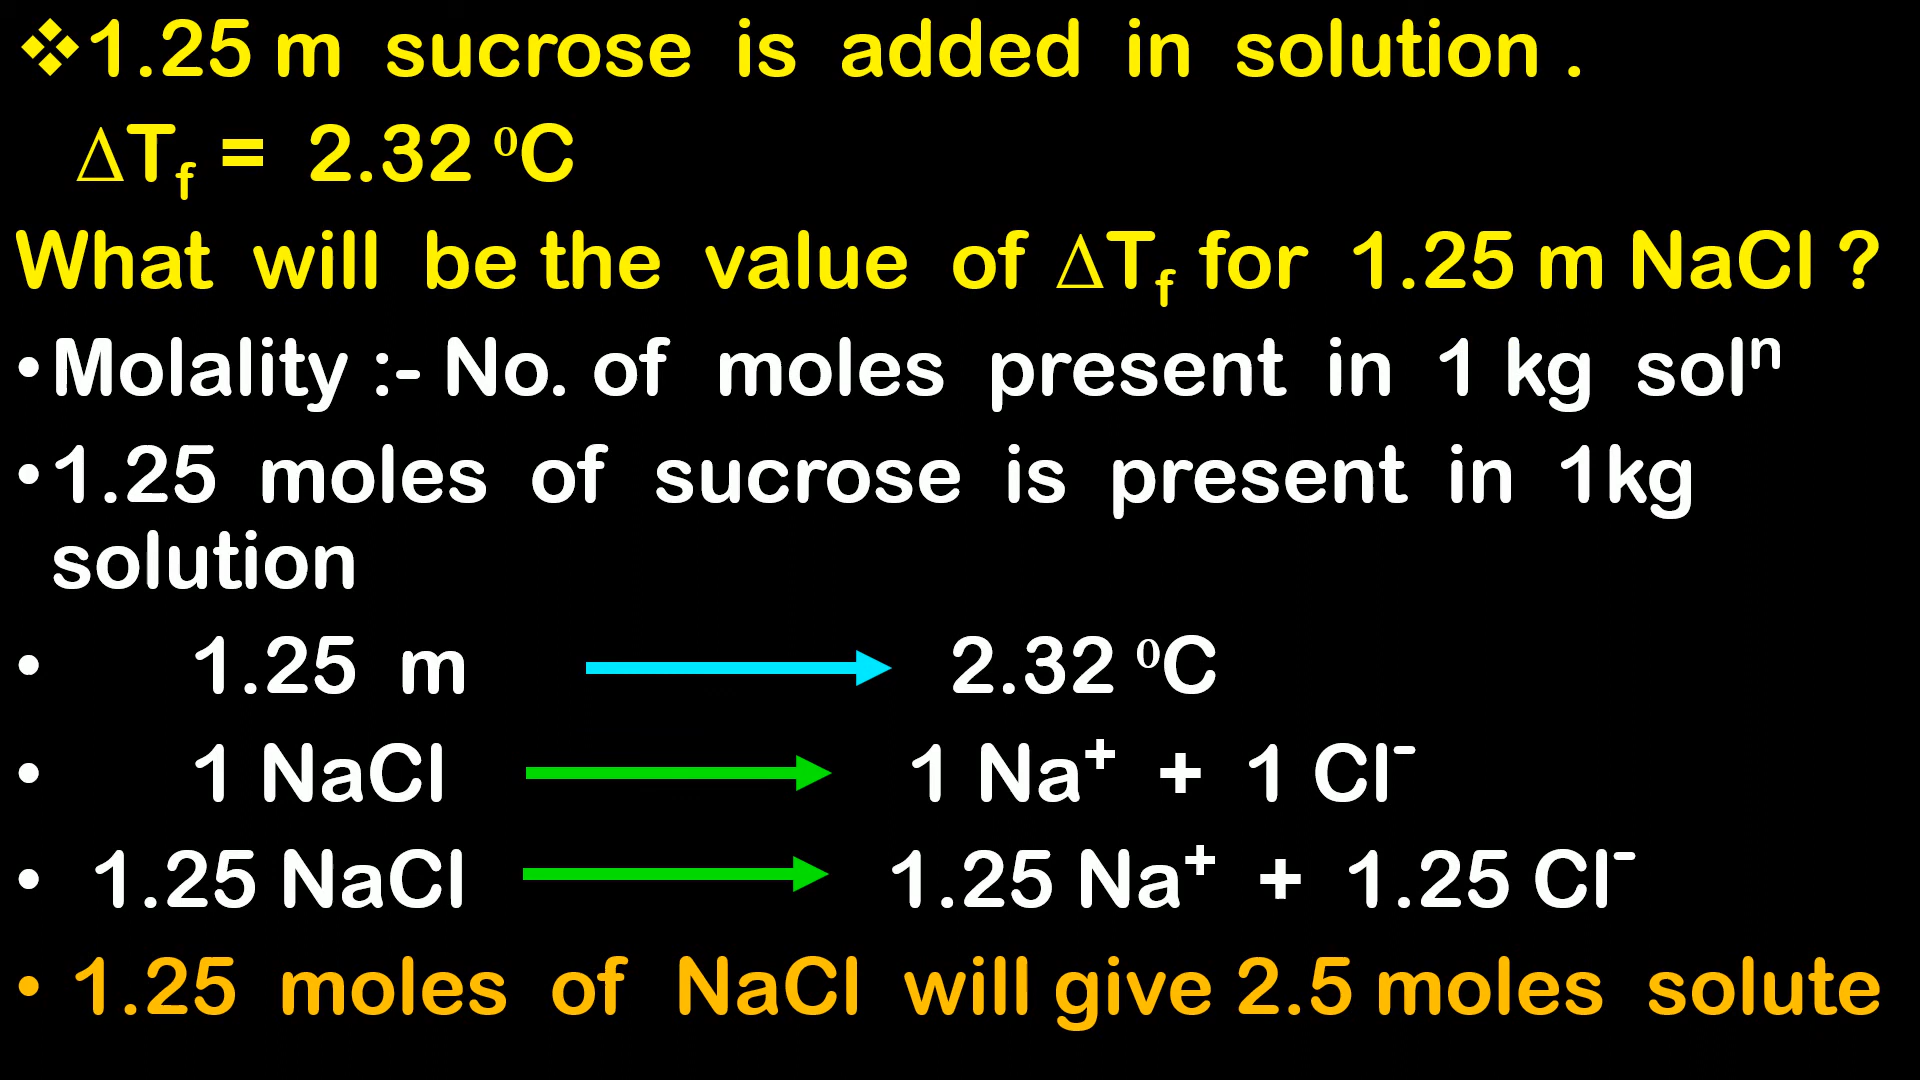 ❖1.25 m sucrose is added in solution .
ΔTf = 2.32 ⁰C
What will be the value of ΔTf for 1.25 m NaCl ?
•Molality :- No. of moles present in 1 kg solⁿ
•1.25 moles of sucrose is present in 1kg
solution
• 1.25 m → 2.32 ⁰C
• 1 NaCl → 1 Na⁺ + 1 Cl⁻
• 1.25 NaCl → 1.25 Na⁺ + 1.25 Cl⁻
• 1.25 moles of NaCl will give 2.5 moles solute